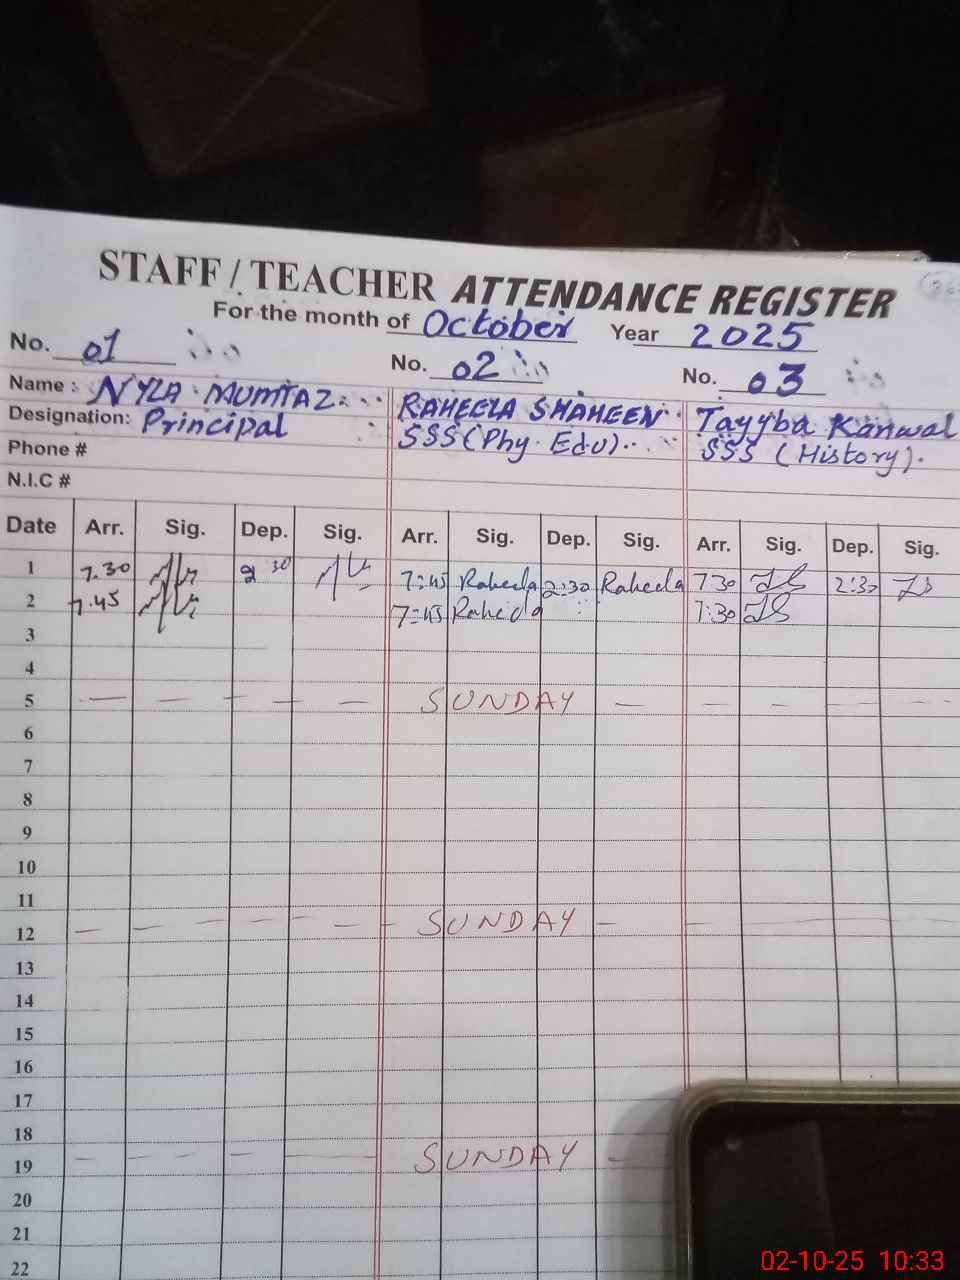 STAFF / TEACHER ATTENDANCE REGISTER
For the month of October Year 2025
No. 01 No. 02 No. 03
Name : NYLA MUMTAZ RAHEELA SHAHEEN Tayyba Kanwal
Designation: Principal SSS (Phy. Edu). SSS (History).
Phone #
N.I.C #
Date Arr. Sig. Dep. Sig. Arr. Sig. Dep. Sig. Arr. Sig. Dep. Sig.
1 7.30 2 30 7:45 Raheela 2:30 Raheela 7 30 2:30
2 7.45 7:45 Raheela 7:30
3
4
5 SUNDAY
6
7
8
9
10
11
12 SUNDAY
13
14
15
16
17
18
19 SUNDAY
20
21
22
02-10-25 10:33